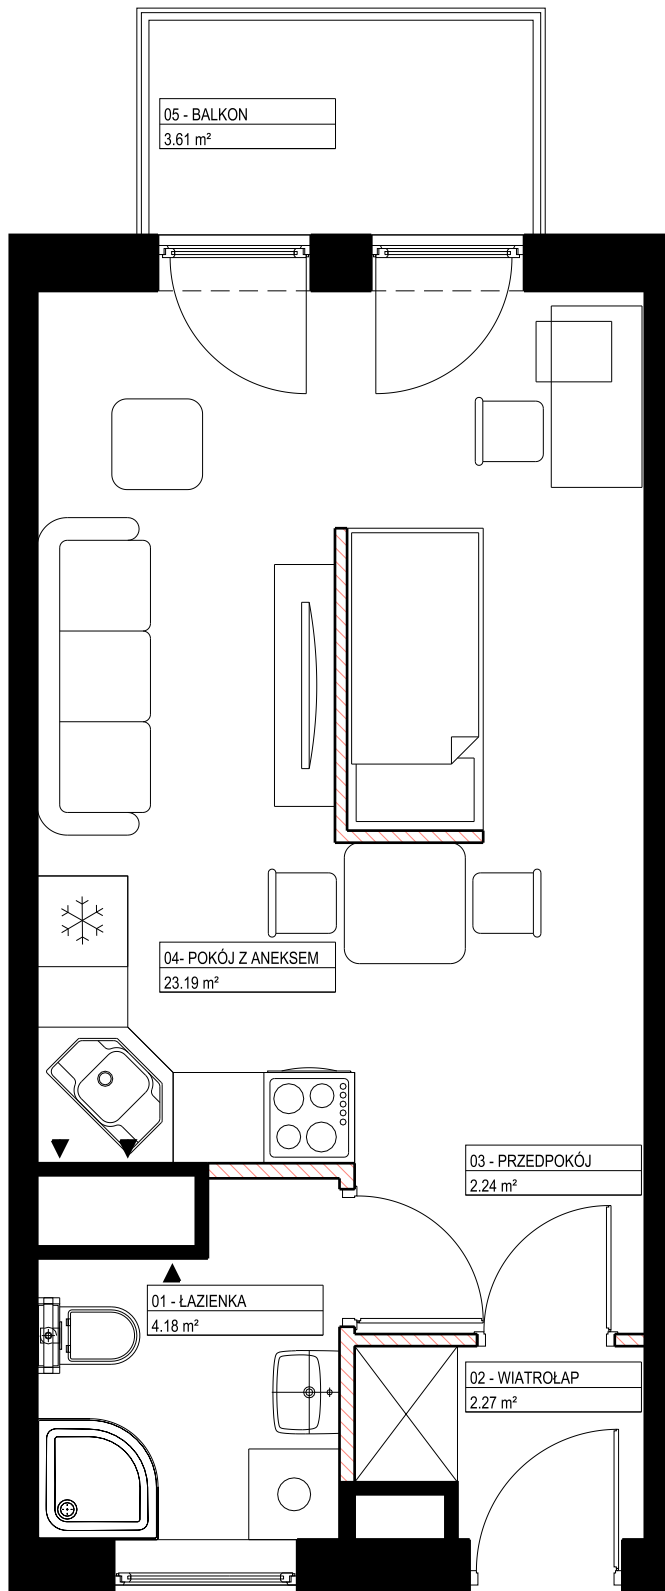 05 - BALKON
3.61 m²
04- POKÓJ Z ANEKSEM
23.19 m²
03 - PRZEDPOKÓJ
2.24 m²
01 - ŁAZIENKA
4.18 m²
02 - WIATROŁAP
2.27 m²